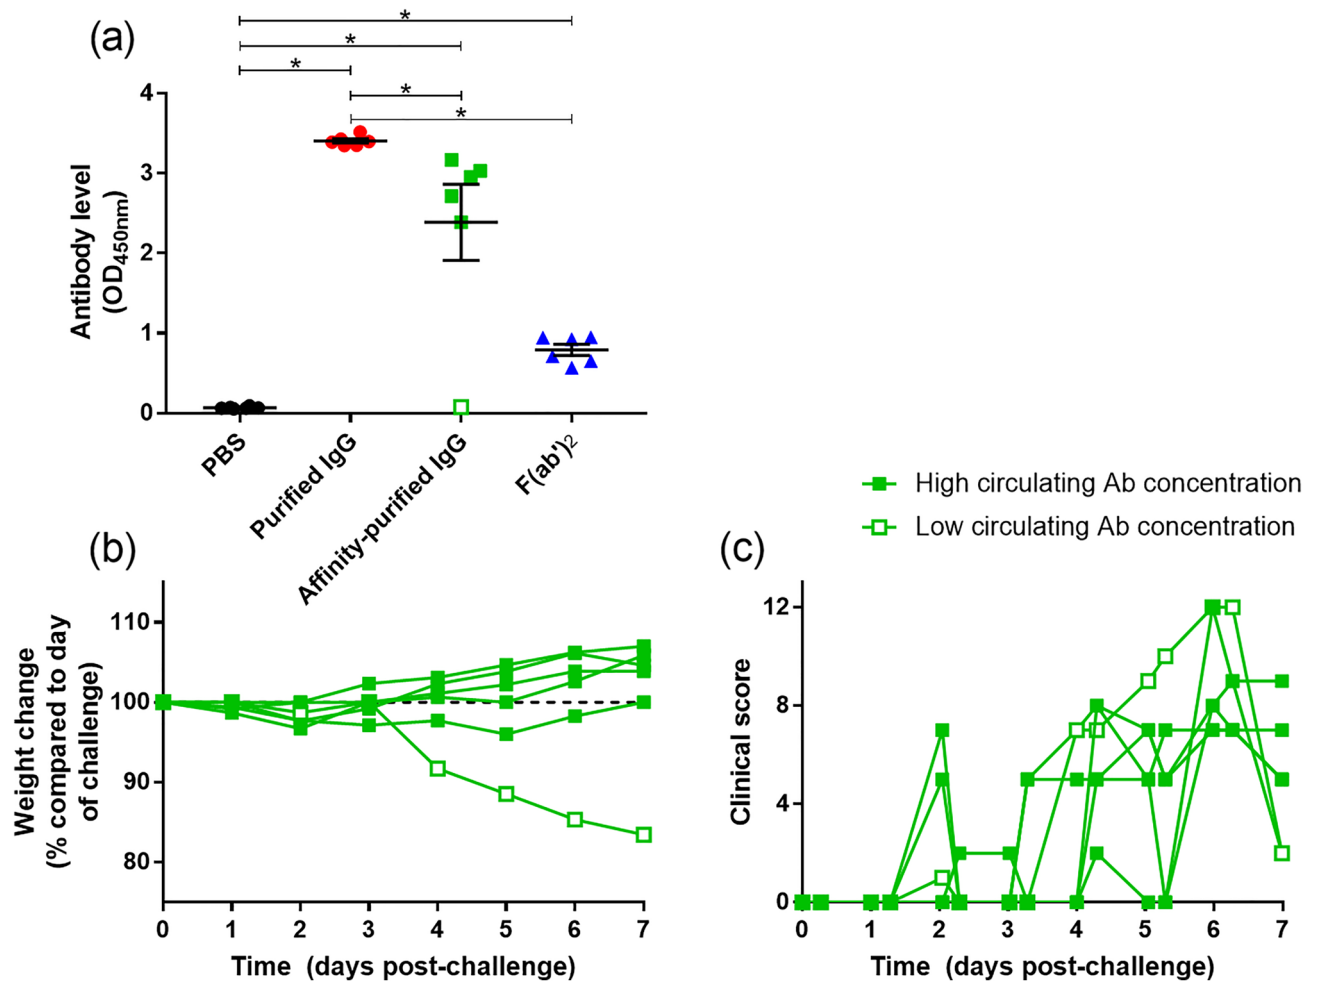 (a)
*
*
*
*
*
4
3
2
1
0
Antibody level
(OD450nm)
PBS
Purified IgG
Affinity-purified IgG
F(ab')2
High circulating Ab concentration
Low circulating Ab concentration
(b)
110
100
90
80
Weight change
(% compared to day
of challenge)
0 1 2 3 4 5 6 7
Time (days post-challenge)
(c)
12
8
4
0
Clinical score
0 1 2 3 4 5 6 7
Time (days post-challenge)